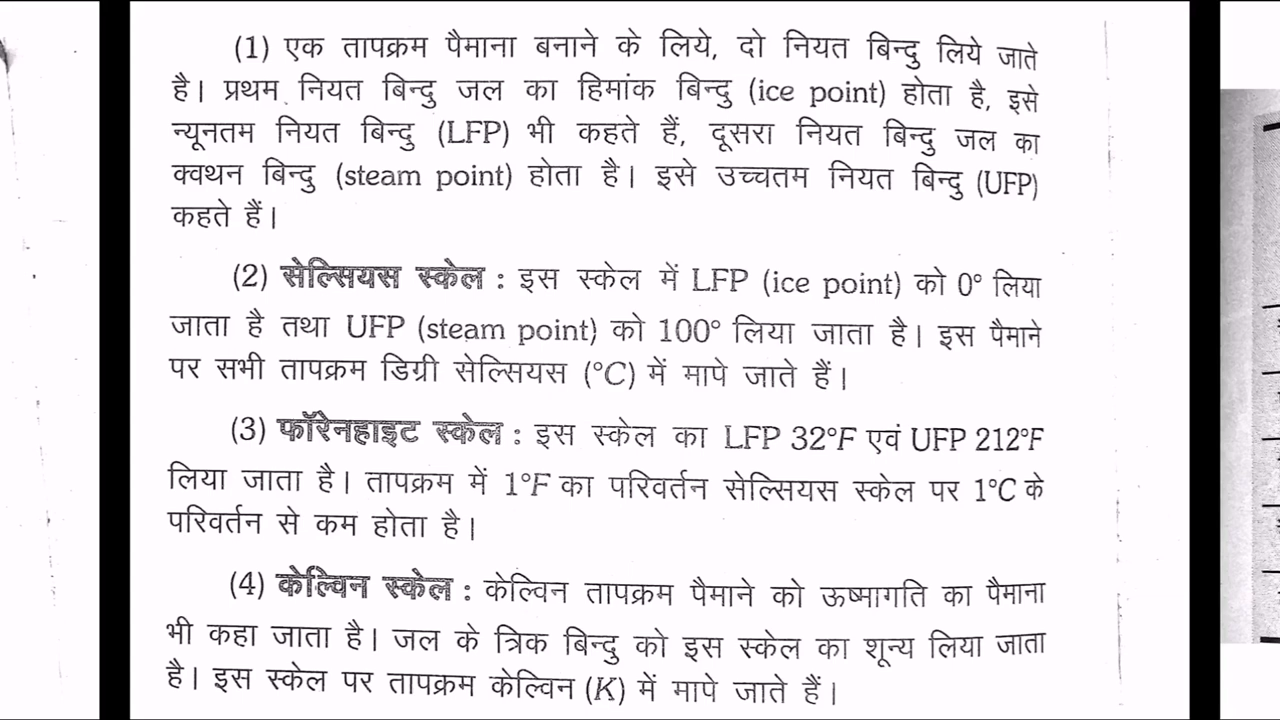 (1) एक तापक्रम पैमाना बनाने के लिये, दो नियत बिन्दु लिये जाते
है। प्रथम नियत बिन्दु जल का हिमांक बिन्दु (ice point) होता है, इसे
न्यूनतम नियत बिन्दु (LFP) भी कहते हैं, दूसरा नियत बिन्दु जल का
क्वथन बिन्दु (steam point) होता है। इसे उच्चतम नियत बिन्दु (UFP)
कहते हैं।
(2) सेल्सियस स्केल : इस स्केल में LFP (ice point) को 0° लिया
जाता है तथा UFP (steam point) को 100° लिया जाता है। इस पैमाने
पर सभी तापक्रम डिग्री सेल्सियस (°C) में मापे जाते हैं।
(3) फॉरेनहाइट स्केल : इस स्केल का LFP 32°F एवं UFP 212°F
लिया जाता है। तापक्रम में 1°F का परिवर्तन सेल्सियस स्केल पर 1°C के
परिवर्तन से कम होता है।
(4) केल्विन स्केल : केल्विन तापक्रम पैमाने को ऊष्मागति का पैमाना
भी कहा जाता है। जल के त्रिक बिन्दु को इस स्केल का शून्य लिया जाता
है। इस स्केल पर तापक्रम केल्विन (K) में मापे जाते हैं।